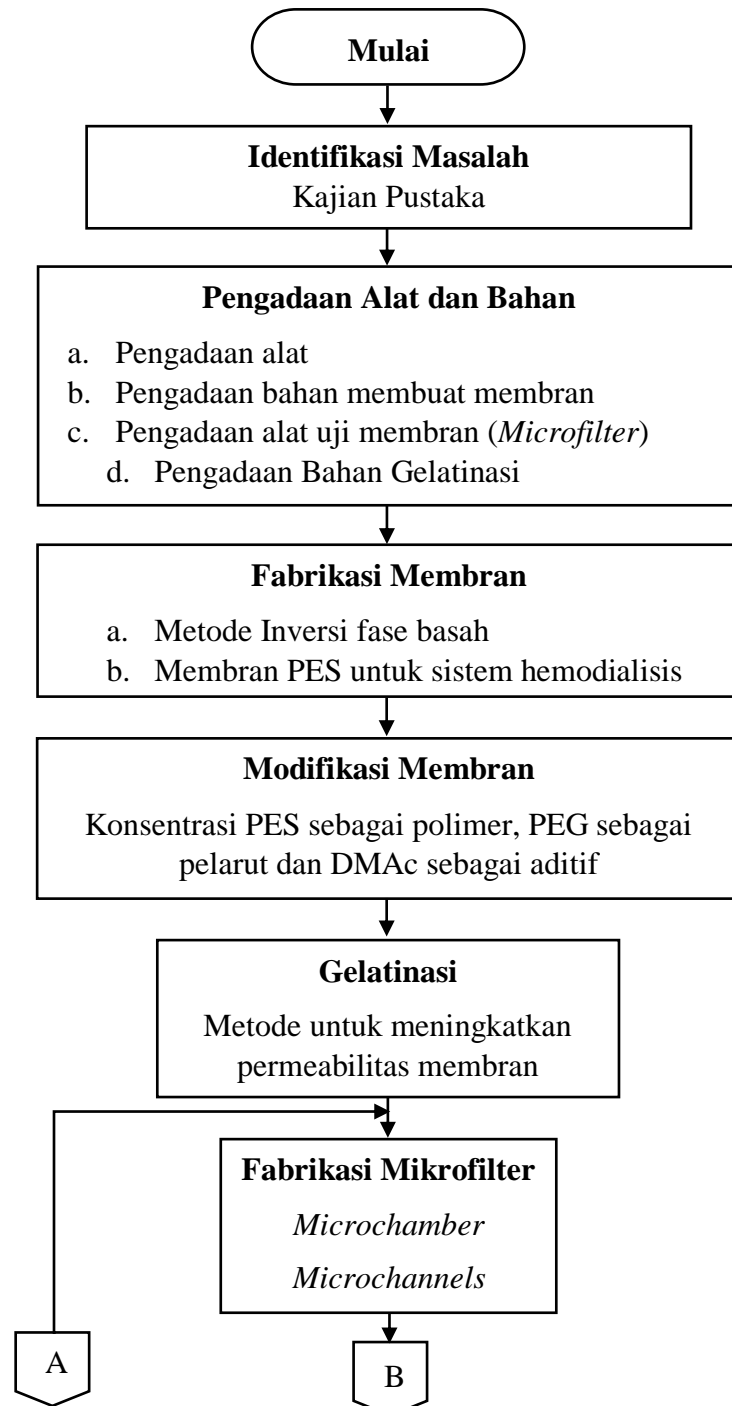 Mulai
Identifikasi Masalah
Kajian Pustaka
Pengadaan Alat dan Bahan
a. Pengadaan alat
b. Pengadaan bahan membuat membran
c. Pengadaan alat uji membran (Microfilter)
d. Pengadaan Bahan Gelatinasi
Fabrikasi Membran
a. Metode Inversi fase basah
b. Membran PES untuk sistem hemodialisis
Modifikasi Membran
Konsentrasi PES sebagai polimer, PEG sebagai
pelarut dan DMAc sebagai aditif
Gelatinasi
Metode untuk meningkatkan
permeabilitas membran
Fabrikasi Mikrofilter
Microchamber
Microchannels
A
B